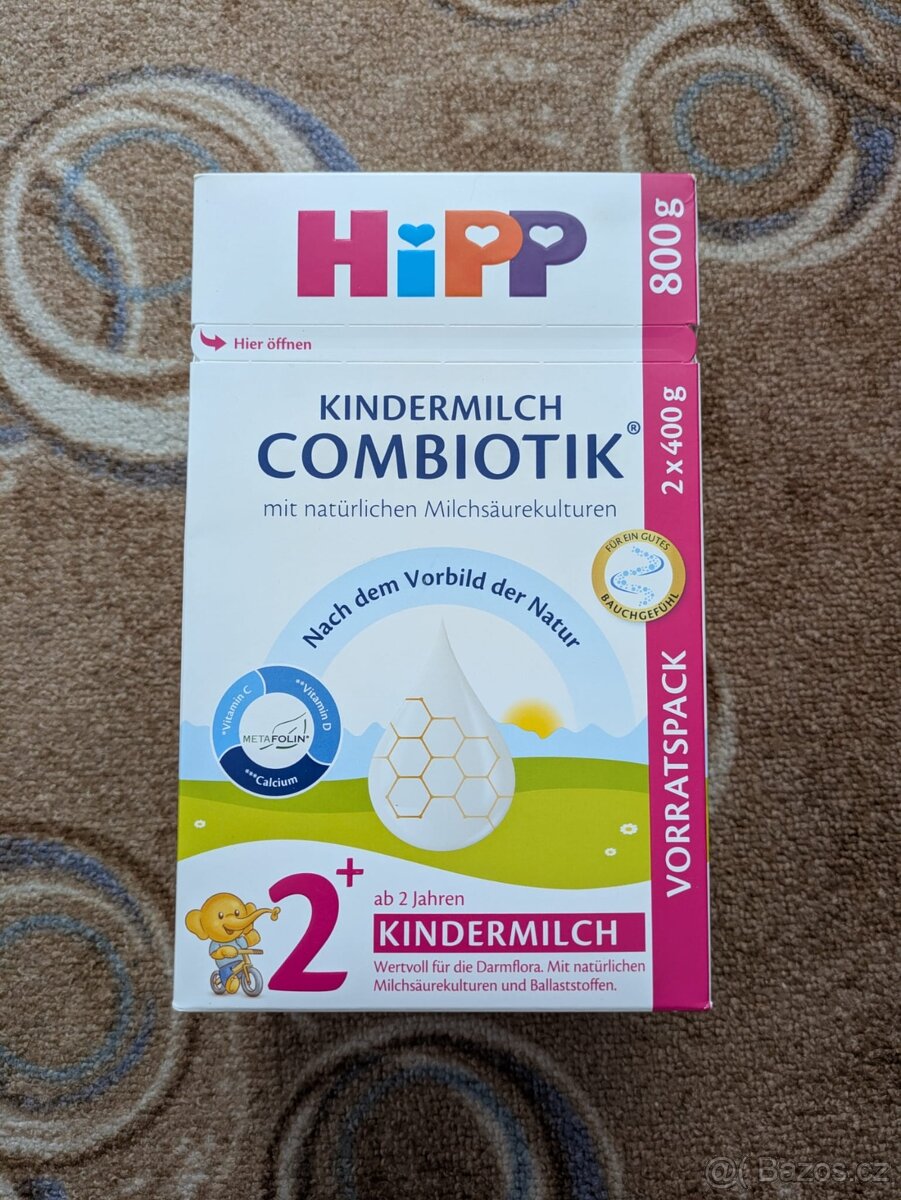 HiPP
800g
Hier öffnen
KINDERMILCH
COMBIOTIK®
mit natürlichen Milchsäurekulturen
2 x 400 g
FÜR EIN GUTES
BAUCHGEFÜHL
Nach dem Vorbild der Natur
*Vitamin C
**Vitamin D
METAFOLIN®
***Calcium
VORRATSPACK
2+
ab 2 Jahren
KINDERMILCH
Wertvoll für die Darmflora. Mit natürlichen
Milchsäurekulturen und Ballaststoffen.
Bazos.cz